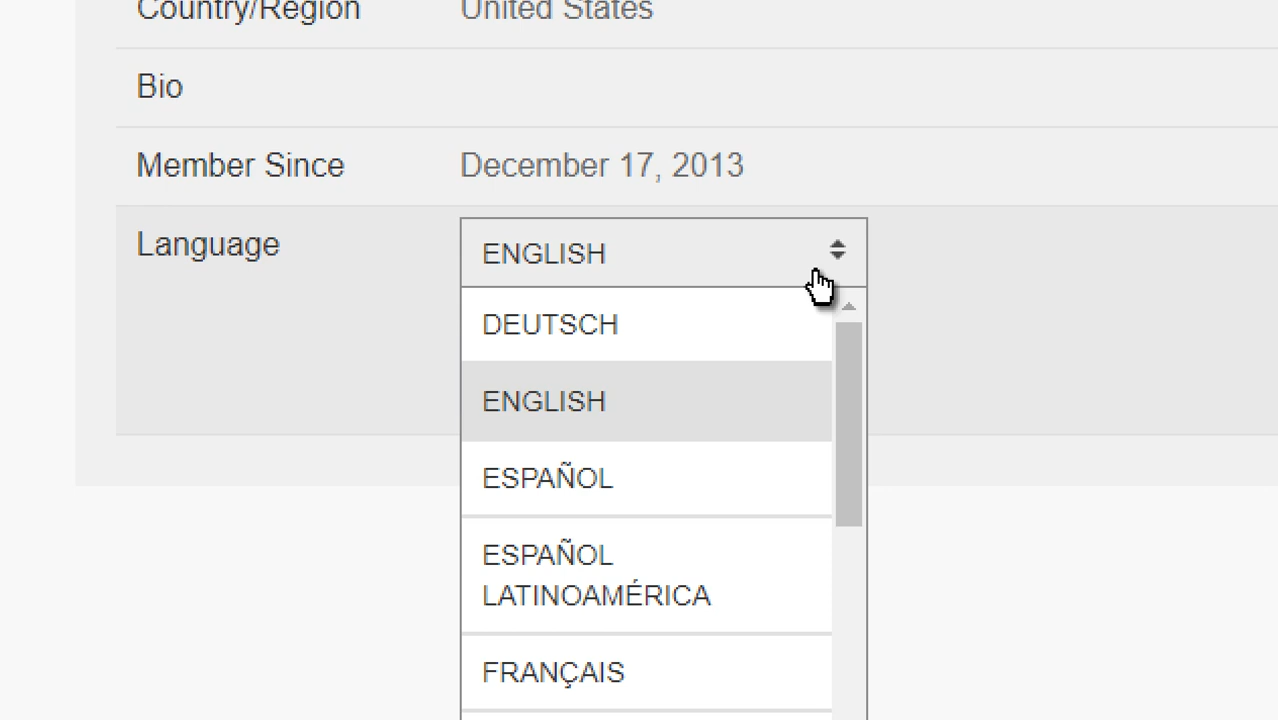 Country/Region United States
Bio
Member Since December 17, 2013
Language ENGLISH
DEUTSCH
ENGLISH
ESPAÑOL
ESPAÑOL
LATINOAMÉRICA
FRANÇAIS